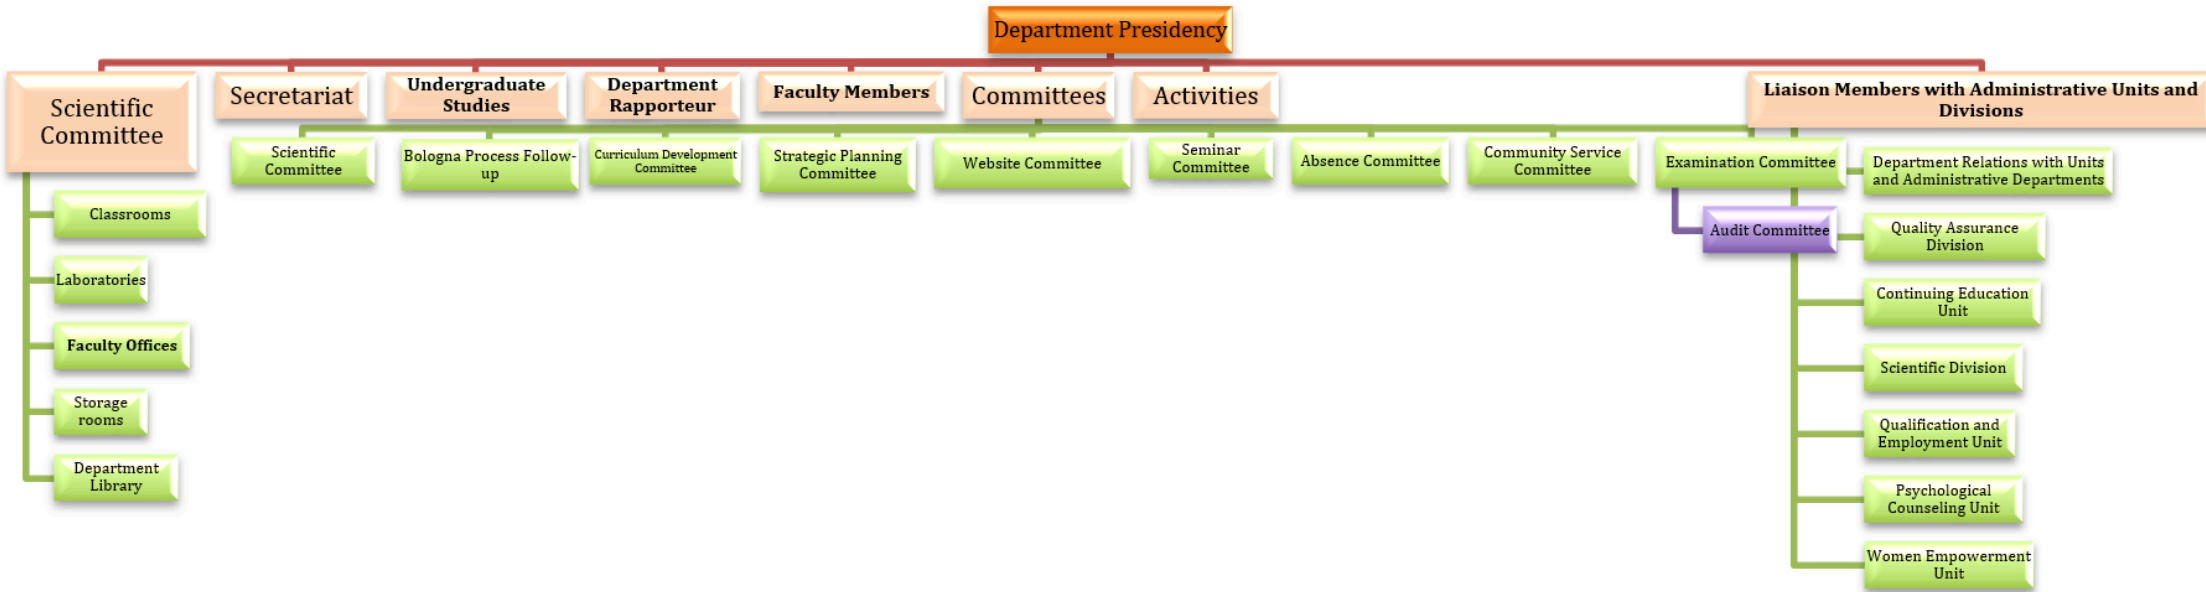 Department Presidency
Scientific
Committee
Secretariat
Undergraduate
Studies
Department
Rapporteur
Faculty Members
Committees
Activities
Liaison Members with Administrative Units and
Divisions
Scientific
Committee
Bologna Process Follow-
up
Curriculum Development
Committee
Strategic Planning
Committee
Website Committee
Seminar
Committee
Absence Committee
Community Service
Committee
Examination Committee
Audit Committee
Classrooms
Laboratories
Faculty Offices
Storage
rooms
Department
Library
Department Relations with Units
and Administrative Departments
Quality Assurance
Division
Continuing Education
Unit
Scientific Division
Qualification and
Employment Unit
Psychological
Counseling Unit
Women Empowerment
Unit